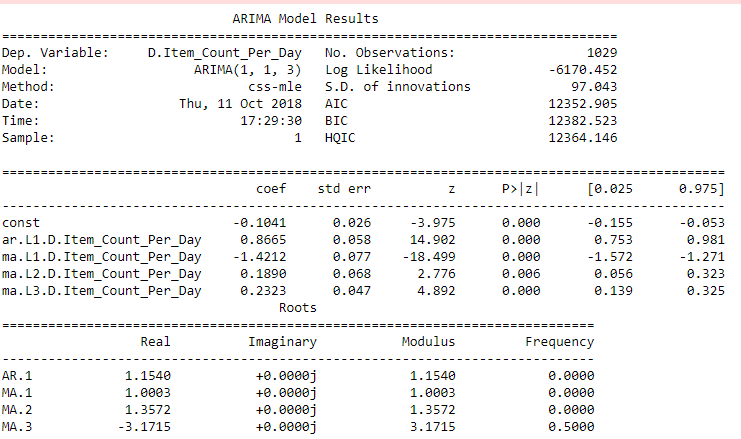 ARIMA Model Results
==============================================================================
Dep. Variable: D.Item_Count_Per_Day No. Observations: 1029
Model: ARIMA(1, 1, 3) Log Likelihood -6170.452
Method: css-mle S.D. of innovations 97.043
Date: Thu, 11 Oct 2018 AIC 12352.905
Time: 17:29:30 BIC 12382.523
Sample: 1 HQIC 12364.146
==============================================================================================
coef std err z P>|z| [0.025 0.975]
----------------------------------------------------------------------------------------------
const -0.1041 0.026 -3.975 0.000 -0.155 -0.053
ar.L1.D.Item_Count_Per_Day 0.8665 0.058 14.902 0.000 0.753 0.981
ma.L1.D.Item_Count_Per_Day -1.4212 0.077 -18.499 0.000 -1.572 -1.271
ma.L2.D.Item_Count_Per_Day 0.1890 0.068 2.776 0.006 0.056 0.323
ma.L3.D.Item_Count_Per_Day 0.2323 0.047 4.892 0.000 0.139 0.325
Roots
=============================================================================
Real Imaginary Modulus Frequency
-----------------------------------------------------------------------------
AR.1 1.1540 +0.0000j 1.1540 0.0000
MA.1 1.0003 +0.0000j 1.0003 0.0000
MA.2 1.3572 +0.0000j 1.3572 0.0000
MA.3 -3.1715 +0.0000j 3.1715 0.5000